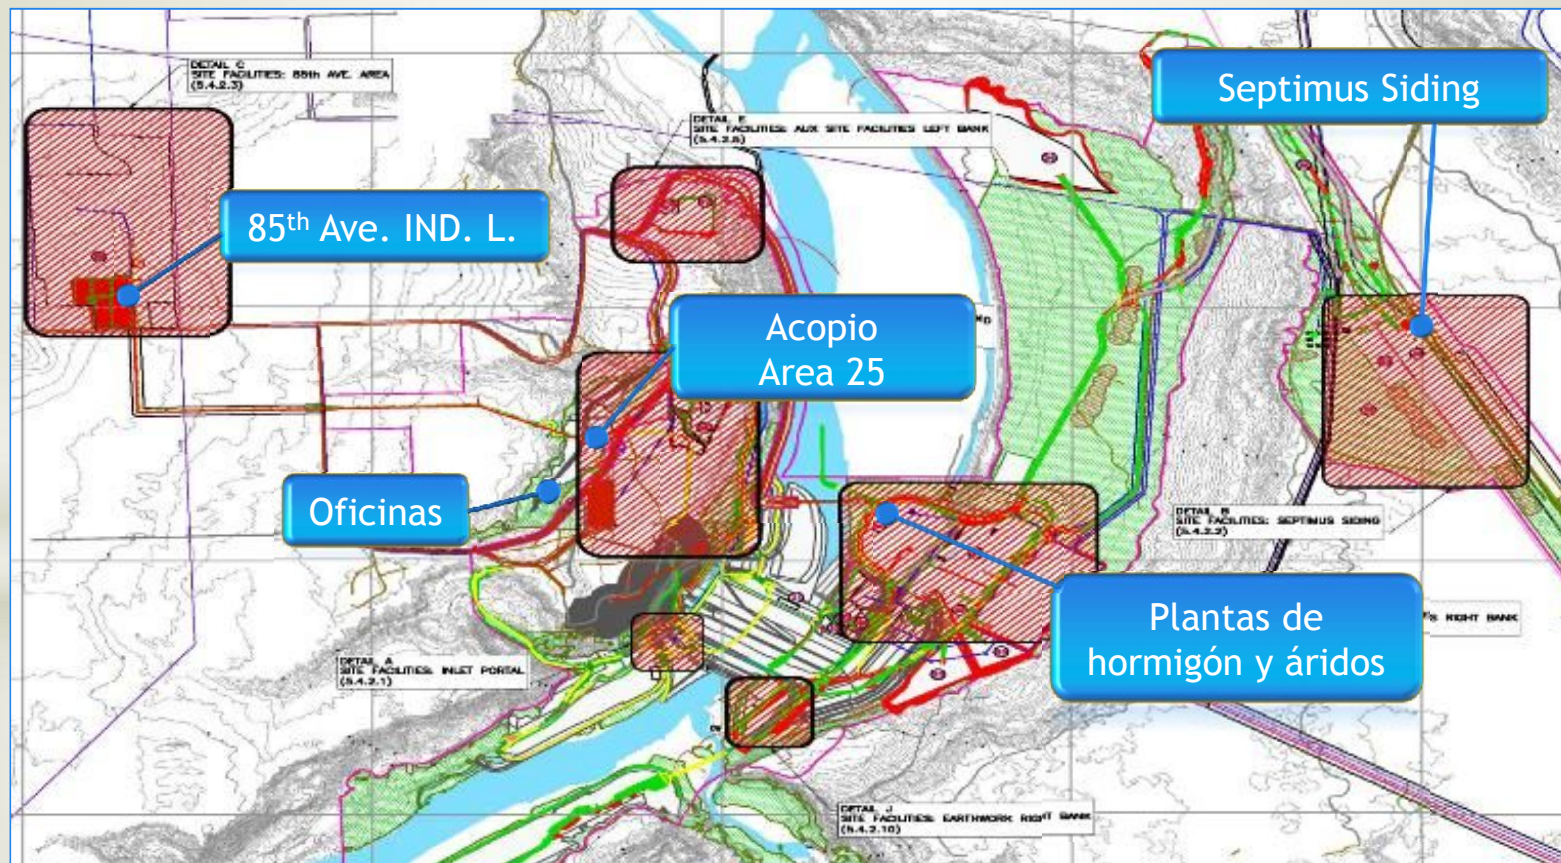 DETAIL C
SITE FACILITIES: 85th AVE. AREA
(5.4.2.3)
Septimus Siding
DETAIL E
SITE FACILITIES: AUX SITE FACILITIES LEFT BANK
(5.4.2.5)
85th Ave. IND. L.
Acopio
Area 25
Oficinas
DETAIL B
SITE FACILITIES: SEPTIMUS SIDING
(5.4.2.2)
Plantas de
hormigón y áridos
RIGHT BANK
DETAIL A
SITE FACILITIES: INLET PORTAL
(5.4.2.1)
DETAIL J
SITE FACILITIES: EARTHWORK RIGHT BANK
(5.4.2.10)